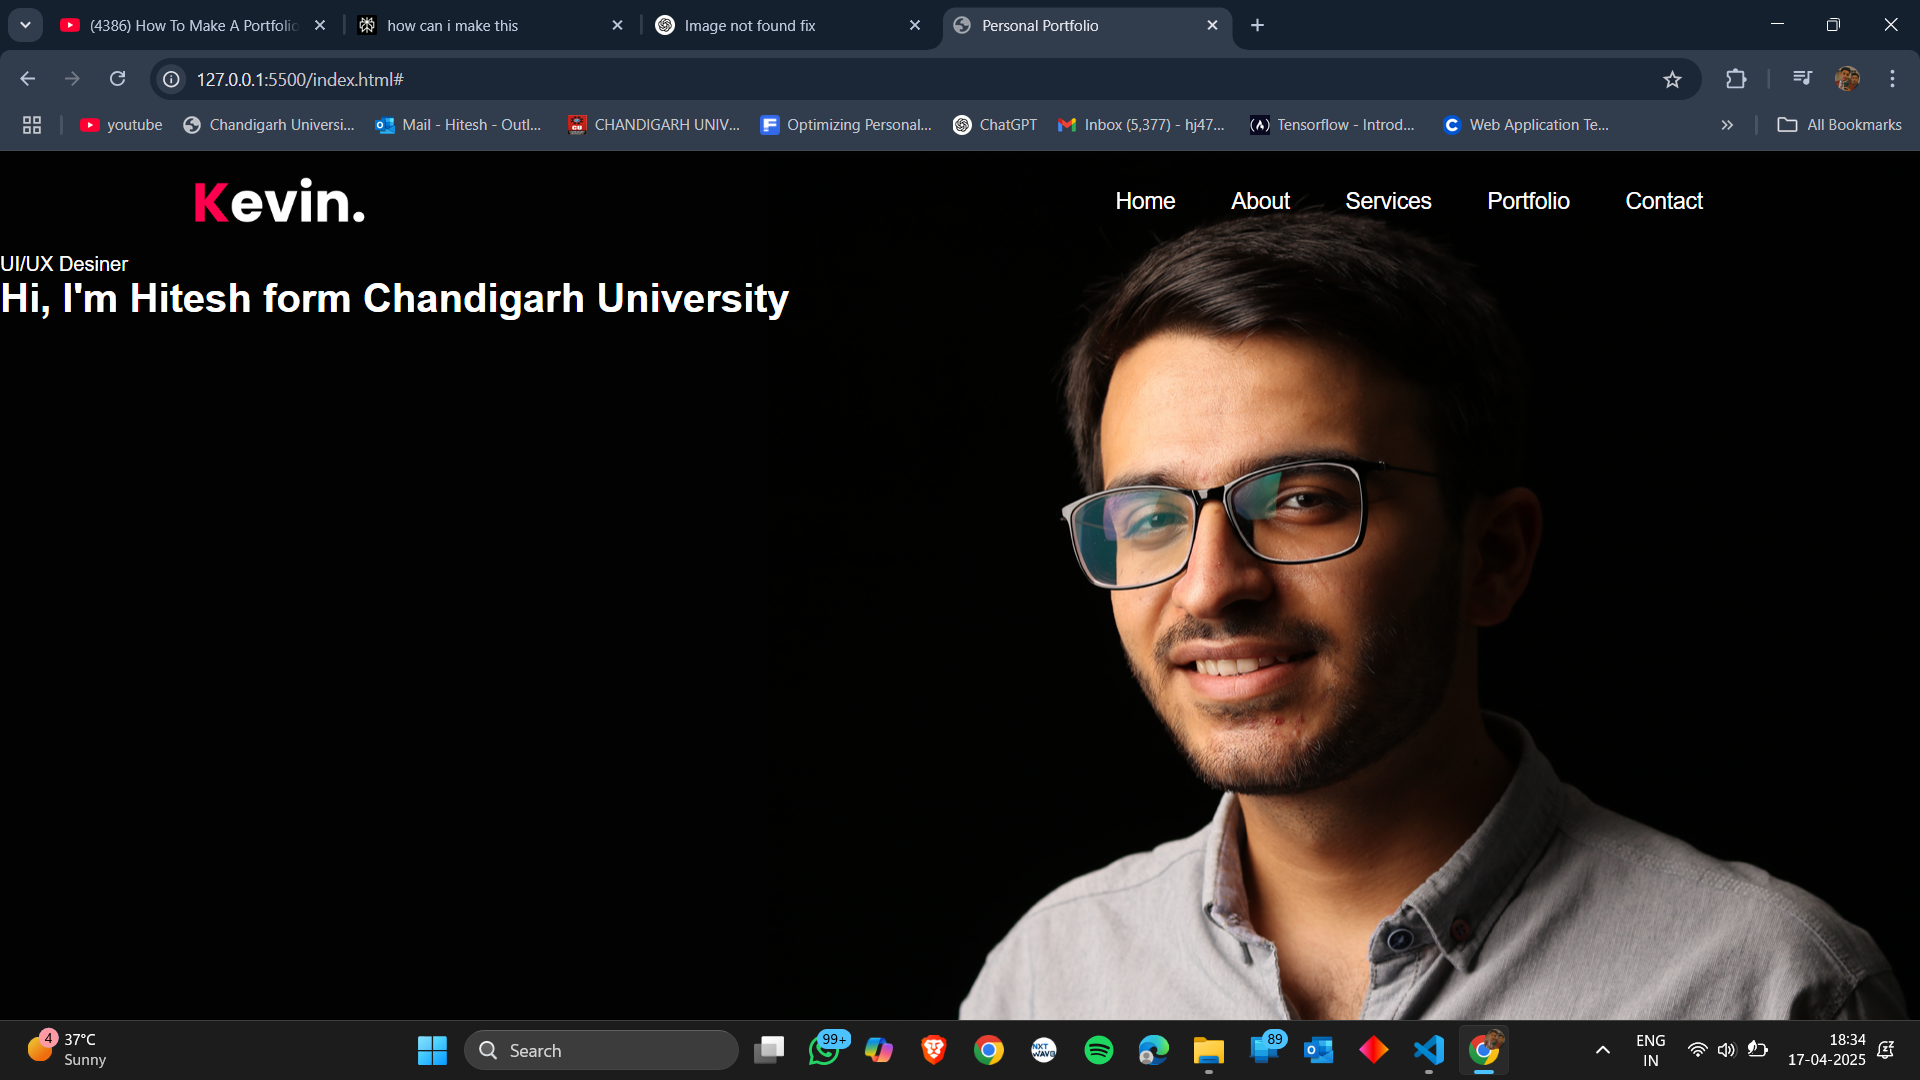 (4386) How To Make A Portfolio
how can i make this
Image not found fix
Personal Portfolio
127.0.0.1:5500/index.html#
youtube
Chandigarh Universi...
Mail - Hitesh - Outl...
CHANDIGARH UNIV...
Optimizing Personal...
ChatGPT
Inbox (5,377) - hj47...
Tensorflow - Introd...
Web Application Te...
All Bookmarks
Kevin.
Home
About
Services
Portfolio
Contact
UI/UX Desiner
Hi, I'm Hitesh form Chandigarh University
4
37°C
Sunny
Search
99+
NXT
WAVE
89
ENG
IN
18:34
17-04-2025